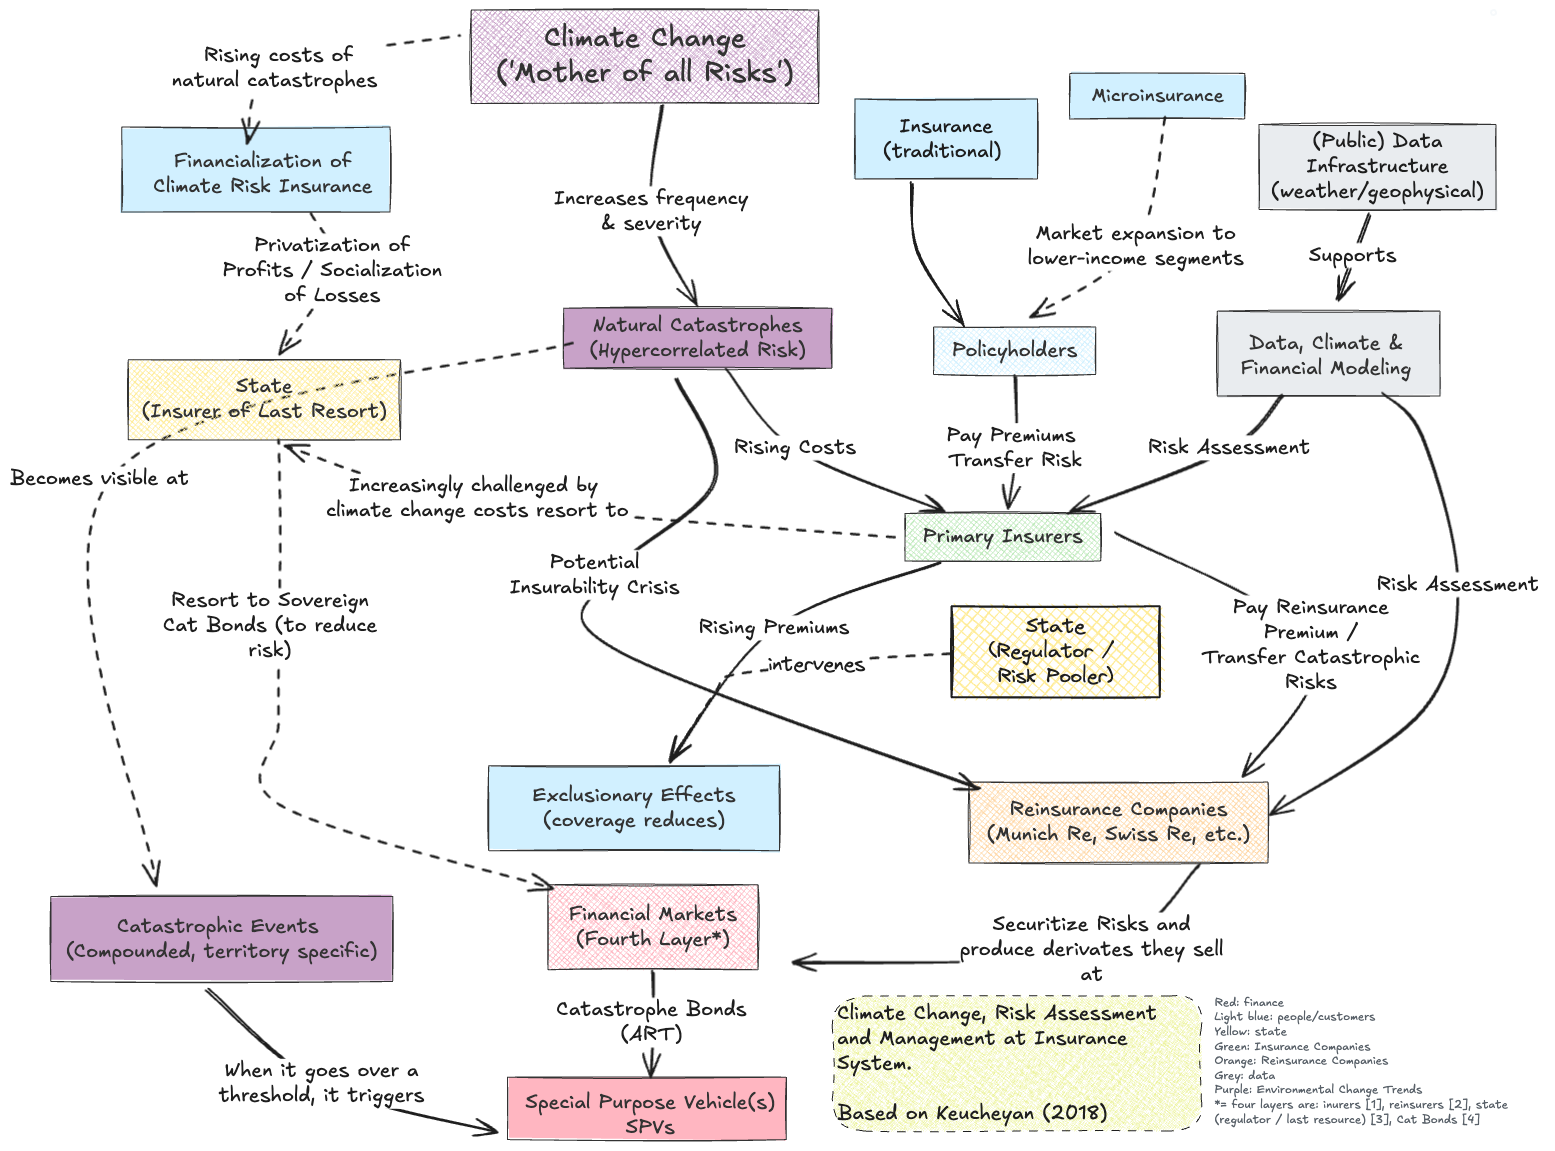 Climate Change
('Mother of all Risks')
Rising costs of
natural catastrophes
Financialization of
Climate Risk Insurance
Privatization of
Profits / Socialization
of Losses
Increases frequency
& severity
Insurance
(traditional)
Microinsurance
(Public) Data
Infrastructure
(weather/geophysical)
Market expansion to
lower-income segments
Supports
Natural Catastrophes
(Hypercorrelated Risk)
Policyholders
Data, Climate &
Financial Modeling
State
(Insurer of Last Resort)
Becomes visible at
Increasingly challenged by
climate change costs resort to
Rising Costs
Pay Premiums
Transfer Risk
Risk Assessment
Primary Insurers
Potential
Insurability Crisis
Resort to Sovereign
Cat Bonds (to reduce
risk)
Rising Premiums
intervenes
State
(Regulator /
Risk Pooler)
Pay Reinsurance
Premium /
Transfer Catastrophic
Risks
Risk Assessment
Exclusionary Effects
(coverage reduces)
Reinsurance Companies
(Munich Re, Swiss Re, etc.)
Catastrophic Events
(Compounded, territory specific)
Financial Markets
(Fourth Layer*)
Securitize Risks and
produce derivates they sell
at
Catastrophe Bonds
(ART)
When it goes over a
threshold, it triggers
Special Purpose Vehicle(s)
SPVs
Climate Change, Risk Assessment
and Management at Insurance
System.
Based on Keucheyan (2018)
Red: finance
Light blue: people/customers
Yellow: state
Green: Insurance Companies
Orange: Reinsurance Companies
Grey: data
Purple: Environmental Change Trends
*= four layers are: inurers [1], reinsurers [2], state
(regulator / last resource) [3], Cat Bonds [4]